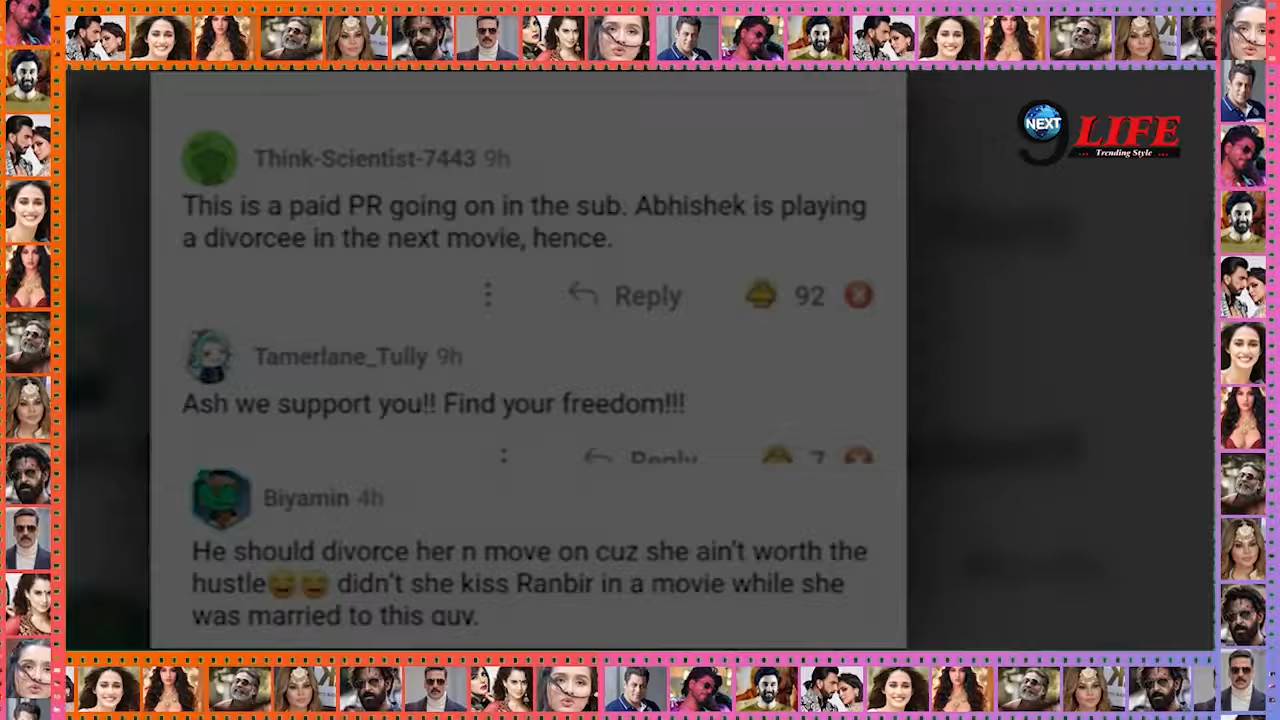 NEXT
9 LIFE
... Trending Style ...
Think-Scientist-7443 9h
This is a paid PR going on in the sub. Abhishek is playing
a divorcee in the next movie, hence.
Reply 92
Tamerlane_Tully 9h
Ash we support you!! Find your freedom!!!
Reply 7
Biyamin 4h
He should divorce her n move on cuz she ain't worth the
hustle😂😂 didn't she kiss Ranbir in a movie while she
was married to this guy.